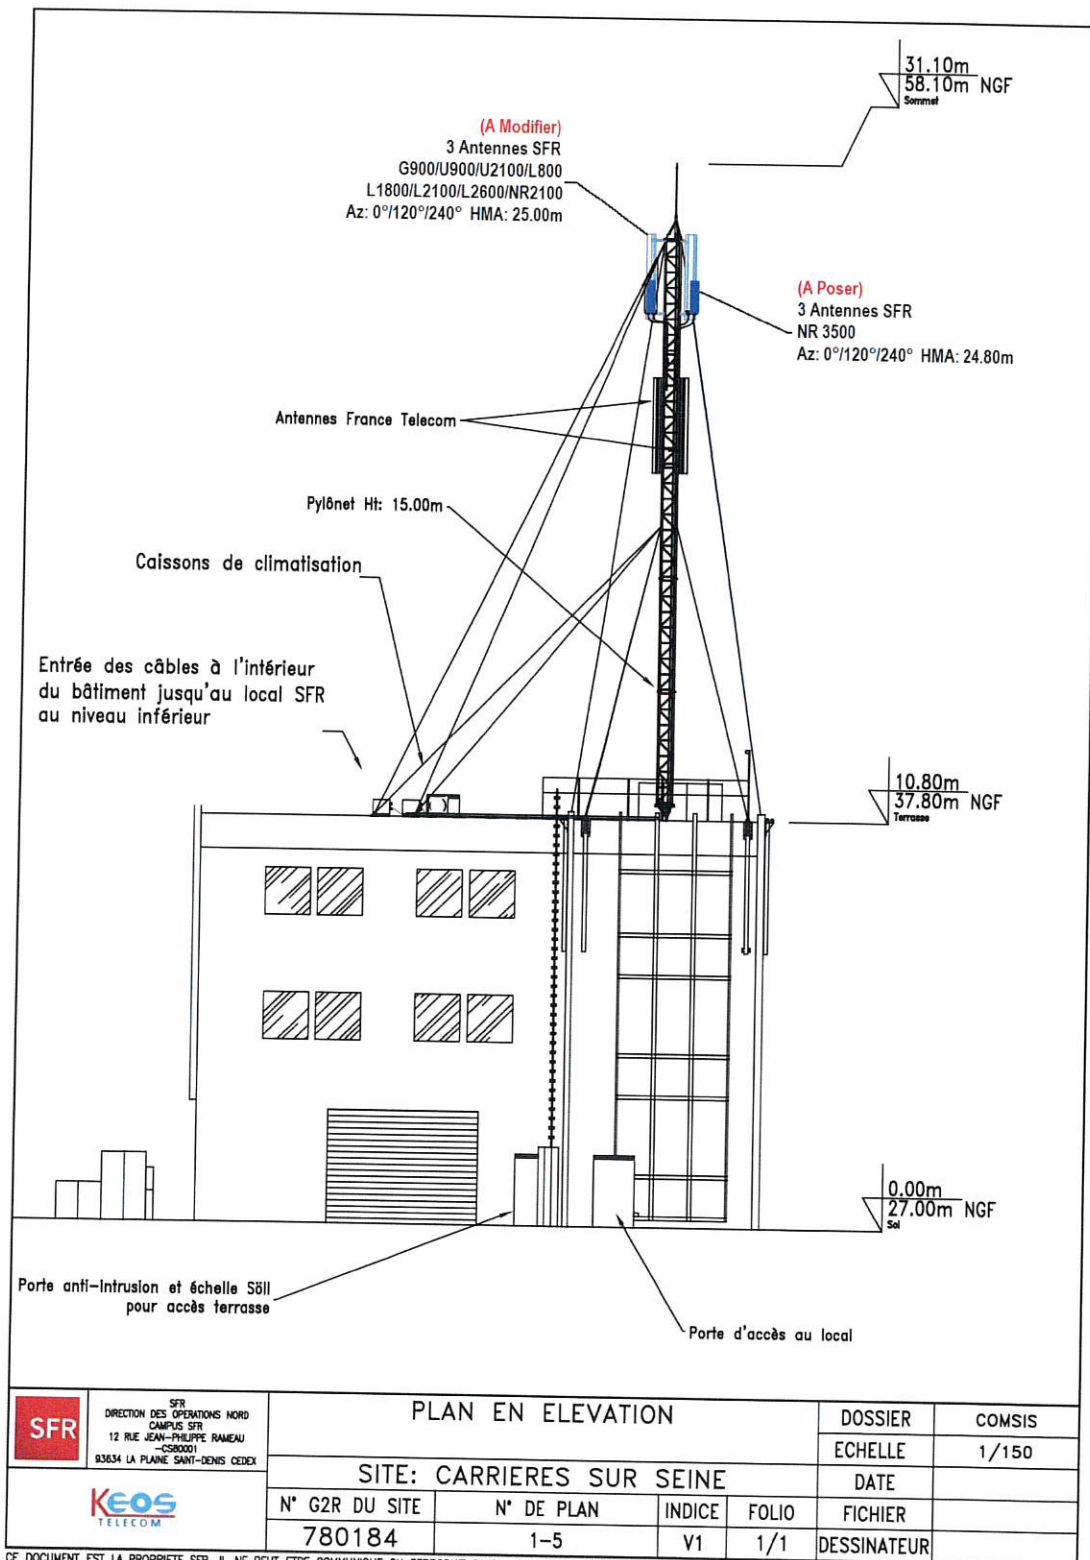 31.10m
58.10m NGF
Sommet
(A Modifier)
3 Antennes SFR
G900/U900/U2100/L800
L1800/L2100/L2600/NR2100
Az: 0°/120°/240° HMA: 25.00m
(A Poser)
3 Antennes SFR
NR 3500
Az: 0°/120°/240° HMA: 24.80m
Antennes France Telecom
Pylônet Ht: 15.00m
Caissons de climatisation
Entrée des câbles à l'intérieur
du bâtiment jusqu'au local SFR
au niveau inférieur
10.80m
37.80m NGF
Terrasse
0.00m
27.00m NGF
Sol
Porte anti-intrusion et échelle Söll
pour accès terrasse
Porte d'accès au local
SFR
SFR
DIRECTION DES OPERATIONS NORD
CAMPUS SFR
12 RUE JEAN-PHILIPPE RAMEAU
-CS80001
93634 LA PLAINE SAINT-DENIS CEDEX
KEOS
TELECOM
PLAN EN ELEVATION
SITE: CARRIERES SUR SEINE
N° G2R DU SITE
N° DE PLAN
INDICE
FOLIO
780184
1-5
V1
1/1
DOSSIER
COMSIS
ECHELLE
1/150
DATE
FICHIER
DESSINATEUR
CE DOCUMENT EST LA PROPRIETE SFR. IL NE PEUT ETRE COMMUNIQUE OU